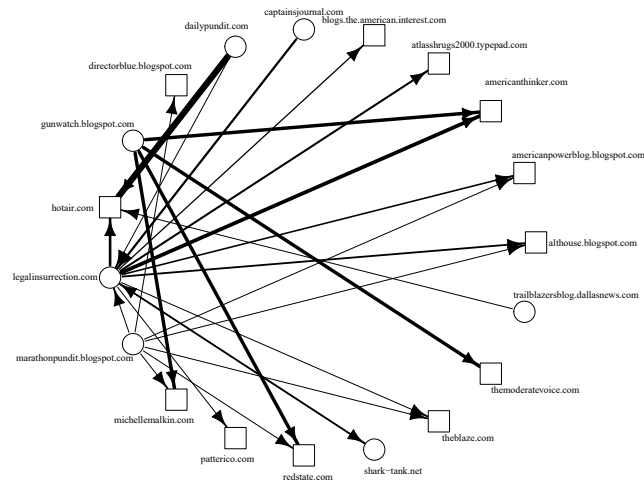 captainsjournal.com
blogs.the.american.interest.com
dailypundit.com
atlasshrugs2000.typepad.com
directorblue.blogspot.com
americanthinker.com
gunwatch.blogspot.com
americanpowerblog.blogspot.com
hotair.com
althouse.blogspot.com
legalinsurrection.com
trailblazersblog.dallasnews.com
marathonpundit.blogspot.com
themoderatevoice.com
michellemalkin.com
theblaze.com
patterico.com
shark−tank.net
redstate.com